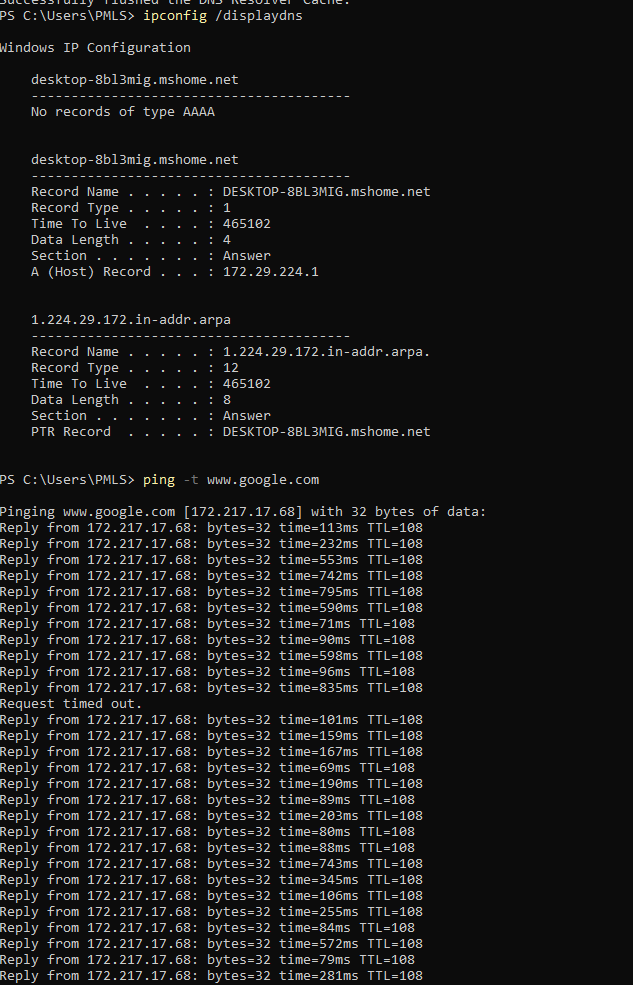 Successfully flushed the DNS Resolver Cache.
PS C:\Users\PMLS> ipconfig /displaydns
Windows IP Configuration
desktop-8bl3mig.mshome.net
----------------------------------------
No records of type AAAA
desktop-8bl3mig.mshome.net
----------------------------------------
Record Name . . . . . : DESKTOP-8BL3MIG.mshome.net
Record Type . . . . . : 1
Time To Live  . . . . : 465102
Data Length . . . . . : 4
Section . . . . . . . : Answer
A (Host) Record . . . : 172.29.224.1
1.224.29.172.in-addr.arpa
----------------------------------------
Record Name . . . . . : 1.224.29.172.in-addr.arpa.
Record Type . . . . . : 12
Time To Live  . . . . : 465102
Data Length . . . . . : 8
Section . . . . . . . : Answer
PTR Record  . . . . . : DESKTOP-8BL3MIG.mshome.net
PS C:\Users\PMLS> ping -t www.google.com
Pinging www.google.com [172.217.17.68] with 32 bytes of data:
Reply from 172.217.17.68: bytes=32 time=113ms TTL=108
Reply from 172.217.17.68: bytes=32 time=232ms TTL=108
Reply from 172.217.17.68: bytes=32 time=553ms TTL=108
Reply from 172.217.17.68: bytes=32 time=742ms TTL=108
Reply from 172.217.17.68: bytes=32 time=795ms TTL=108
Reply from 172.217.17.68: bytes=32 time=590ms TTL=108
Reply from 172.217.17.68: bytes=32 time=71ms TTL=108
Reply from 172.217.17.68: bytes=32 time=90ms TTL=108
Reply from 172.217.17.68: bytes=32 time=598ms TTL=108
Reply from 172.217.17.68: bytes=32 time=96ms TTL=108
Reply from 172.217.17.68: bytes=32 time=835ms TTL=108
Request timed out.
Reply from 172.217.17.68: bytes=32 time=101ms TTL=108
Reply from 172.217.17.68: bytes=32 time=159ms TTL=108
Reply from 172.217.17.68: bytes=32 time=167ms TTL=108
Reply from 172.217.17.68: bytes=32 time=69ms TTL=108
Reply from 172.217.17.68: bytes=32 time=190ms TTL=108
Reply from 172.217.17.68: bytes=32 time=89ms TTL=108
Reply from 172.217.17.68: bytes=32 time=203ms TTL=108
Reply from 172.217.17.68: bytes=32 time=80ms TTL=108
Reply from 172.217.17.68: bytes=32 time=88ms TTL=108
Reply from 172.217.17.68: bytes=32 time=743ms TTL=108
Reply from 172.217.17.68: bytes=32 time=345ms TTL=108
Reply from 172.217.17.68: bytes=32 time=106ms TTL=108
Reply from 172.217.17.68: bytes=32 time=255ms TTL=108
Reply from 172.217.17.68: bytes=32 time=84ms TTL=108
Reply from 172.217.17.68: bytes=32 time=572ms TTL=108
Reply from 172.217.17.68: bytes=32 time=79ms TTL=108
Reply from 172.217.17.68: bytes=32 time=281ms TTL=108